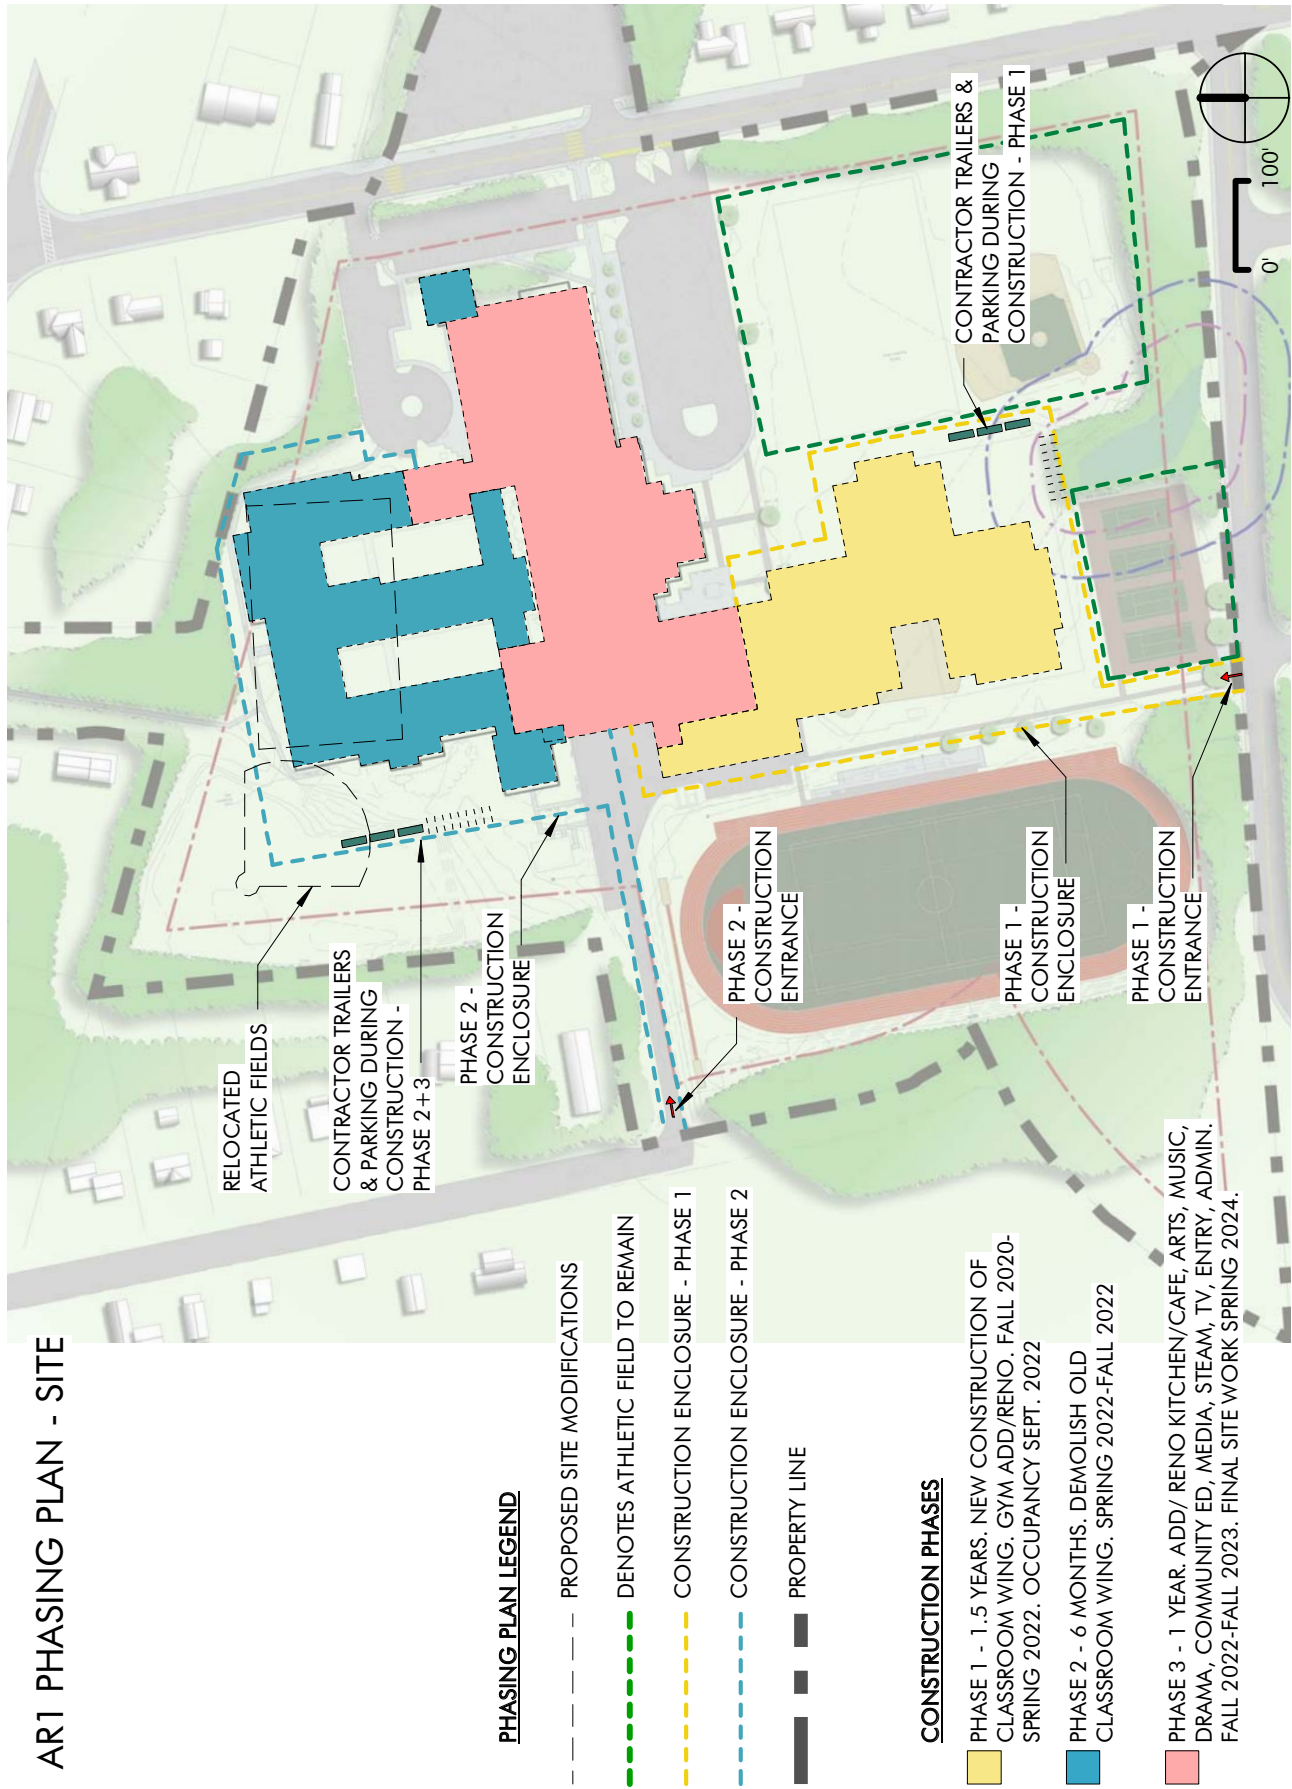 AR1 PHASING PLAN - SITE
PHASING PLAN LEGEND
PROPOSED SITE MODIFICATIONS
DENOTES ATHLETIC FIELD TO REMAIN
CONSTRUCTION ENCLOSURE - PHASE 1
CONSTRUCTION ENCLOSURE - PHASE 2
PROPERTY LINE
CONSTRUCTION PHASES
PHASE 1 - 1.5 YEARS. NEW CONSTRUCTION OF
CLASSROOM WING. GYM ADD/RENO. FALL 2020-
SPRING 2022. OCCUPANCY SEPT. 2022
PHASE 2 - 6 MONTHS. DEMOLISH OLD
CLASSROOM WING. SPRING 2022-FALL 2022
PHASE 3 - 1 YEAR. ADD/ RENO KITCHEN/CAFE, ARTS, MUSIC,
DRAMA, COMMUNITY ED, MEDIA, STEAM, TV, ENTRY, ADMIN.
FALL 2022-FALL 2023. FINAL SITE WORK SPRING 2024.
RELOCATED
ATHLETIC FIELDS
CONTRACTOR TRAILERS
& PARKING DURING
CONSTRUCTION -
PHASE 2+3
PHASE 2 -
CONSTRUCTION
ENCLOSURE
PHASE 2 -
CONSTRUCTION
ENTRANCE
PHASE 1 -
CONSTRUCTION
ENCLOSURE
PHASE 1 -
CONSTRUCTION
ENTRANCE
CONTRACTOR TRAILERS &
PARKING DURING
CONSTRUCTION - PHASE 1
0' 100'